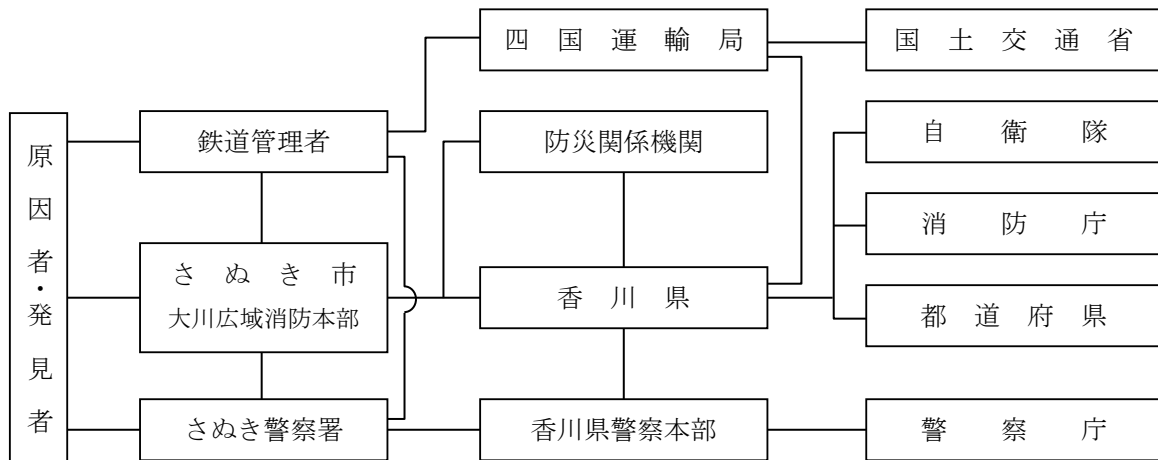 四国運輸局
国土交通省
鉄道管理者
防災関係機関
自衛隊
原因者・発見者
消防庁
さぬき市
大川広域消防本部
香川県
都道府県
さぬき警察署
香川県警察本部
警察庁